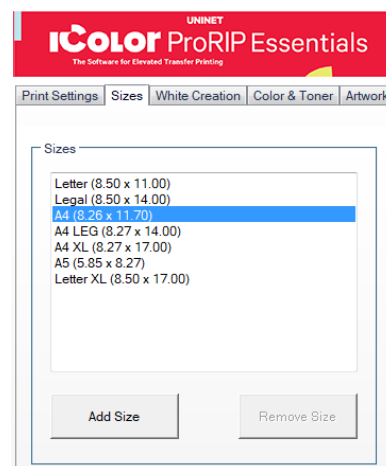 UNINET
IColor ProRIP Essentials
The Software for Elevated Transfer Printing
Print Settings Sizes White Creation Color & Toner Artwork
Sizes
Letter (8.50 x 11.00)
Legal (8.50 x 14.00)
A4 (8.26 x 11.70)
A4 LEG (8.27 x 14.00)
A4 XL (8.27 x 17.00)
A5 (5.85 x 8.27)
Letter XL (8.50 x 17.00)
Add Size Remove Size